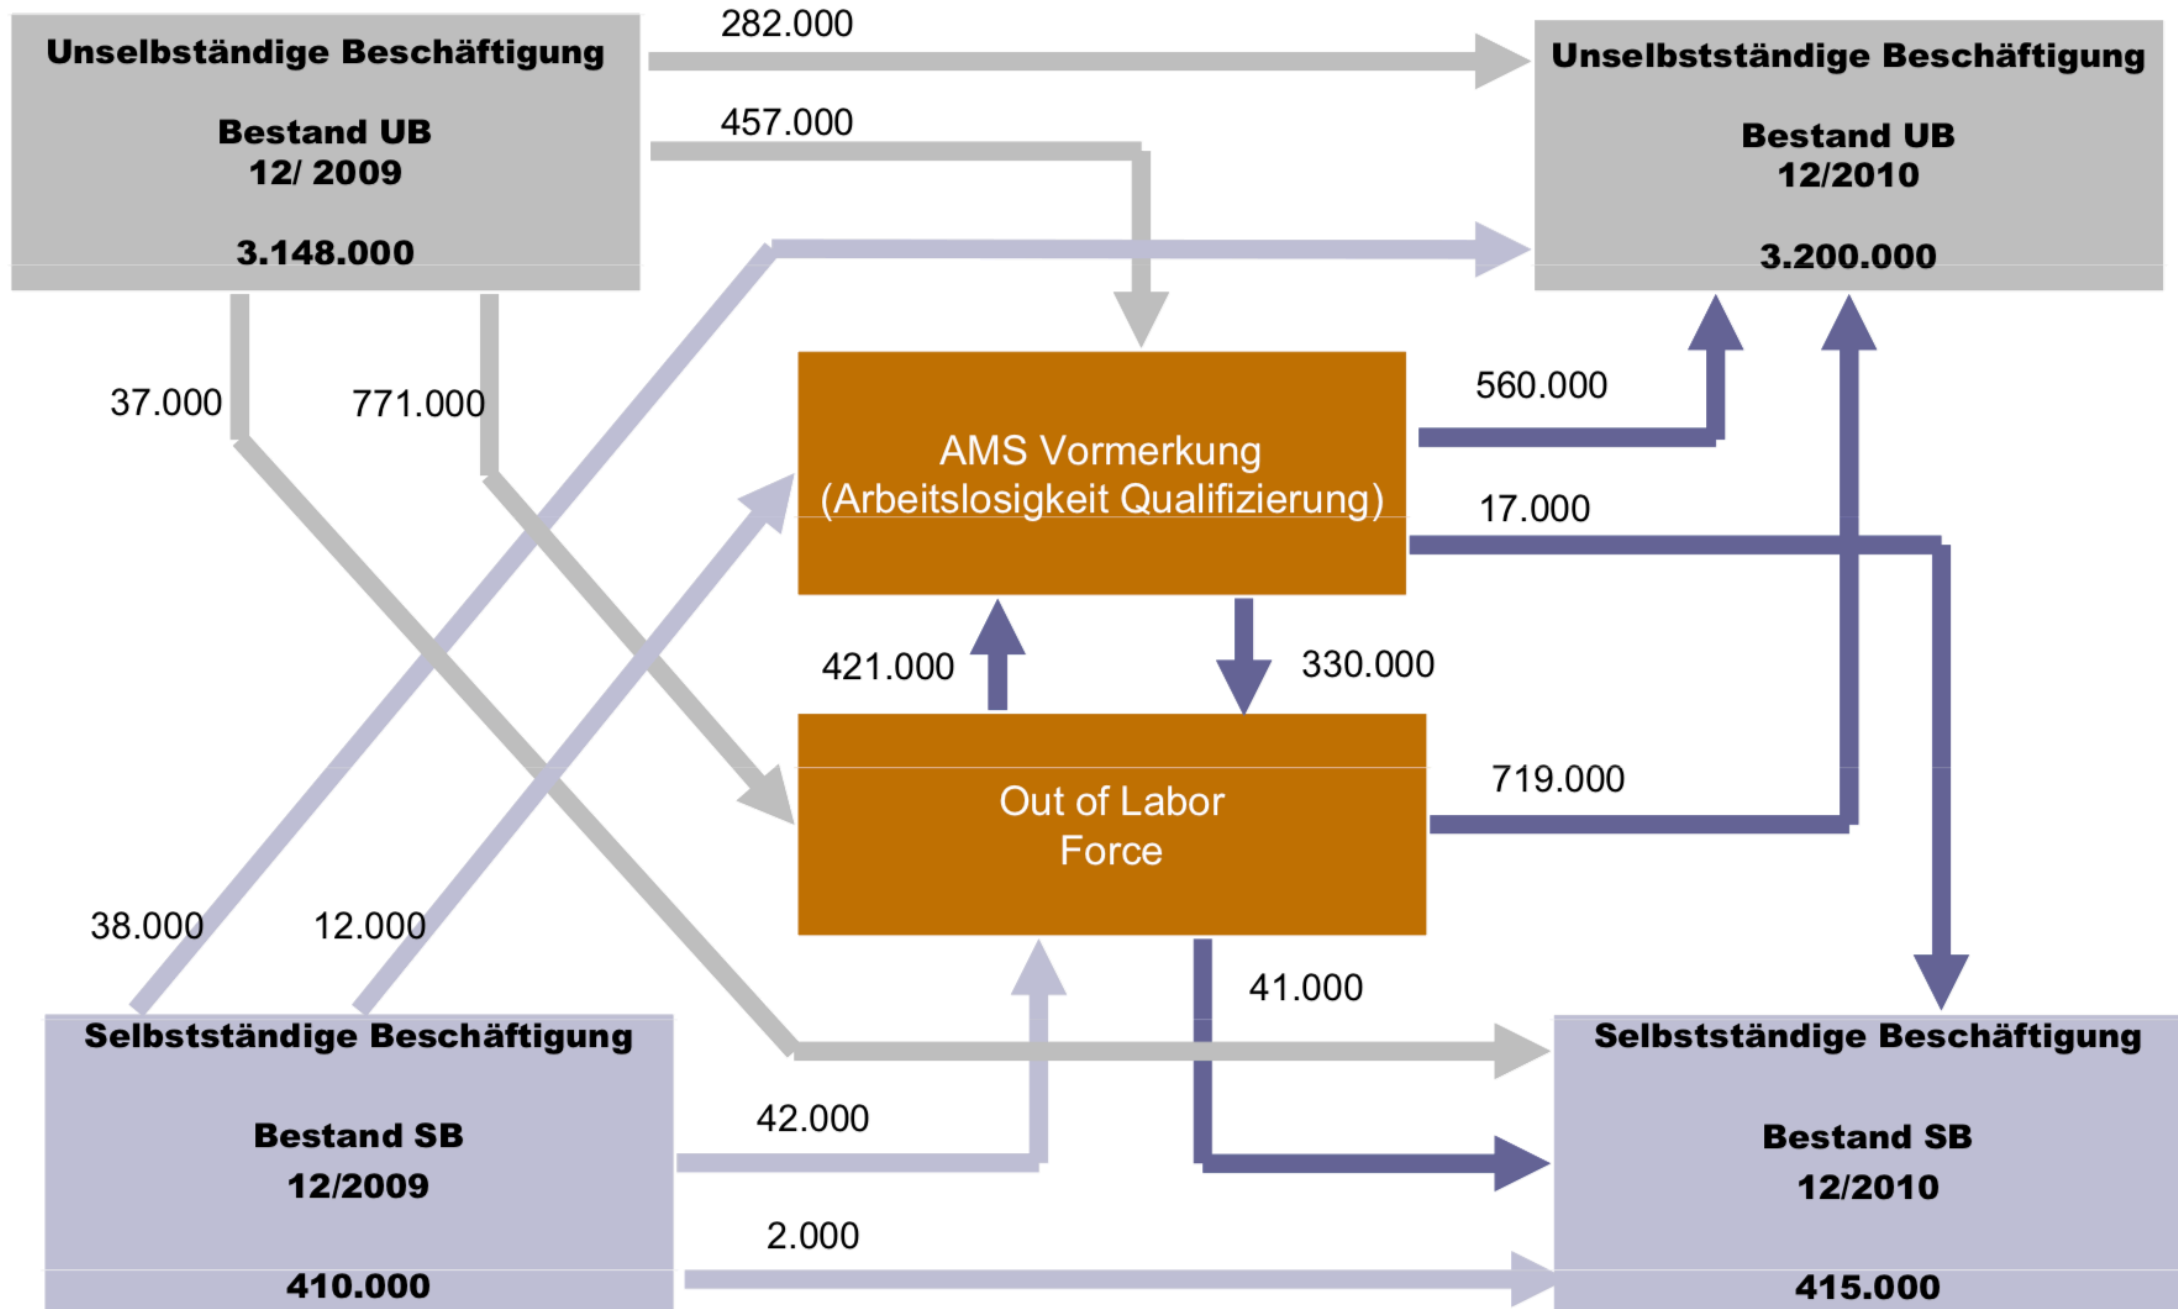 Unselbständige Beschäftigung
Bestand UB
12/ 2009
3.148.000
282.000
457.000
Unselbstständige Beschäftigung
Bestand UB
12/2010
3.200.000
37.000
771.000
AMS Vormerkung
(Arbeitslosigkeit Qualifizierung)
560.000
17.000
421.000
330.000
Out of Labor
Force
719.000
38.000
12.000
41.000
Selbstständige Beschäftigung
Bestand SB
12/2009
410.000
42.000
2.000
Selbstständige Beschäftigung
Bestand SB
12/2010
415.000